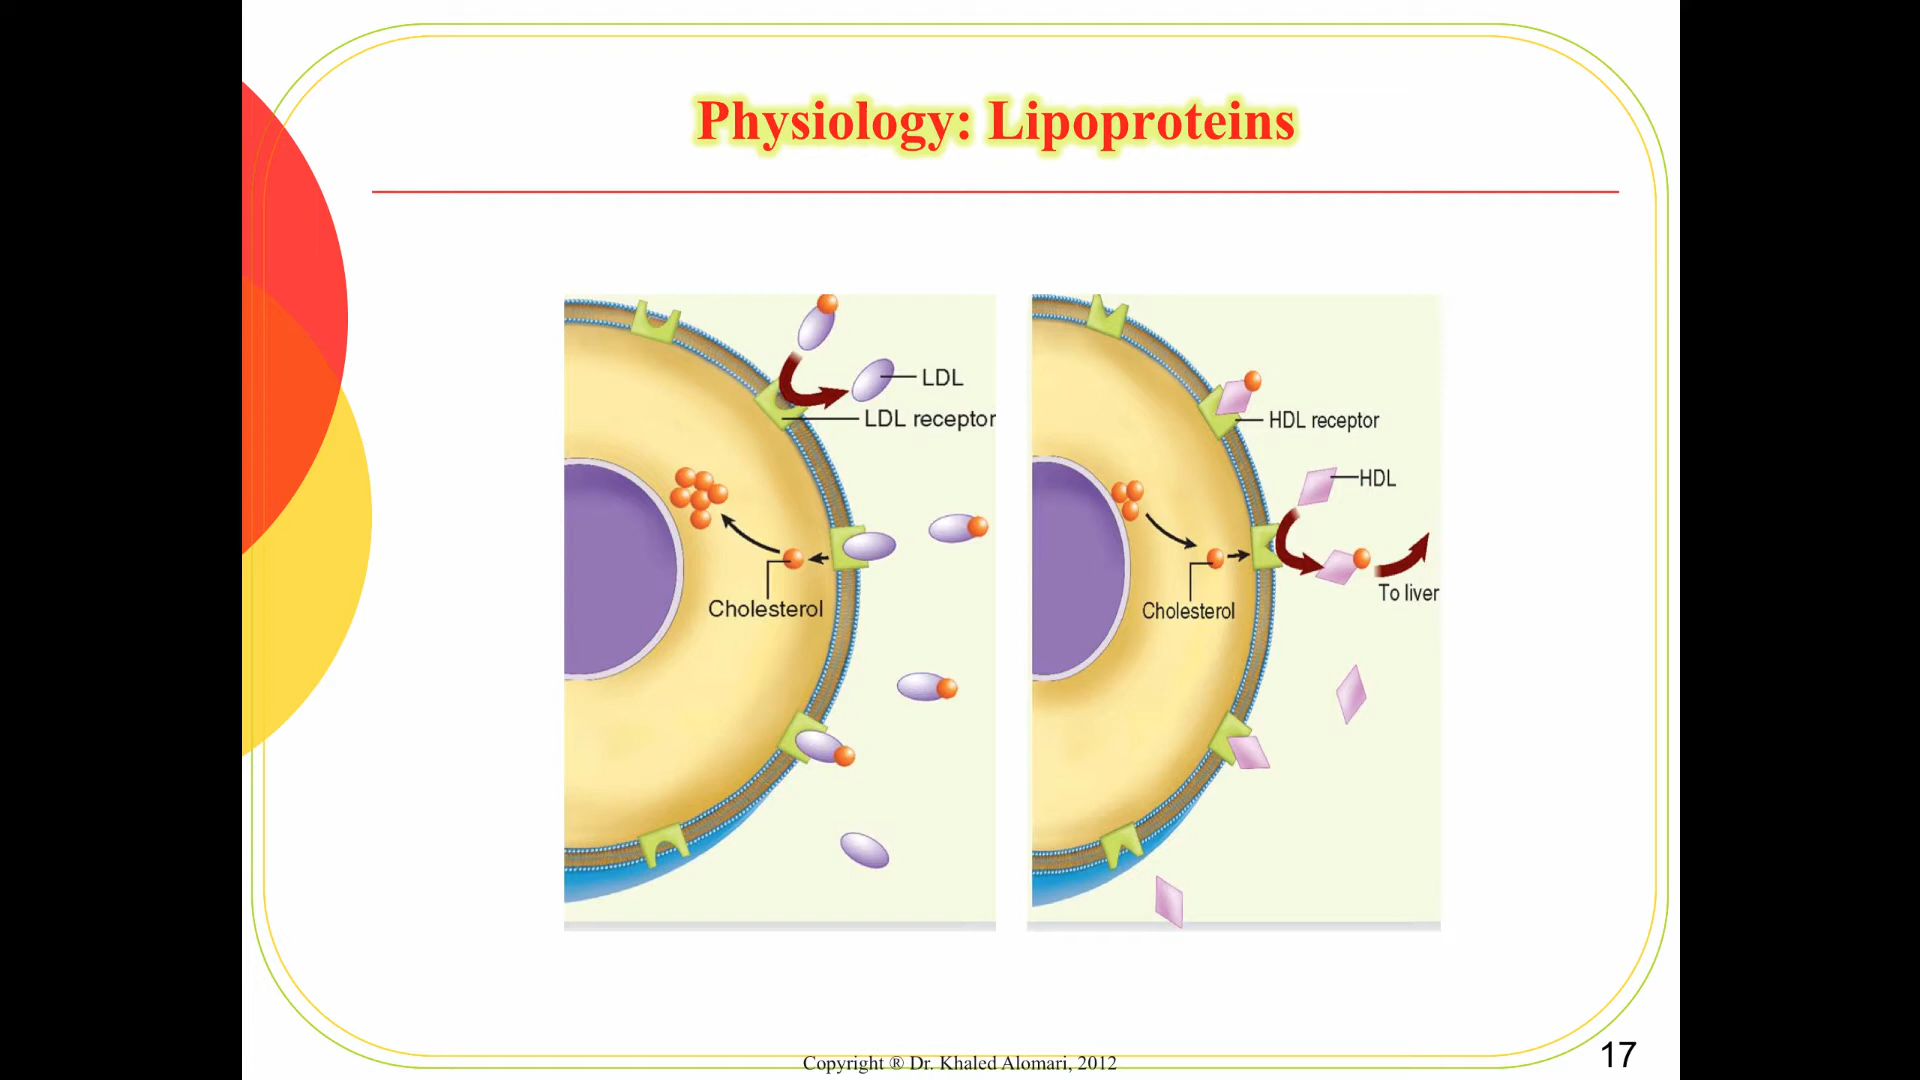 Physiology: Lipoproteins
LDL
LDL receptor
Cholesterol
HDL receptor
HDL
To liver
Cholesterol
Copyright ® Dr. Khaled Alomari, 2012
17